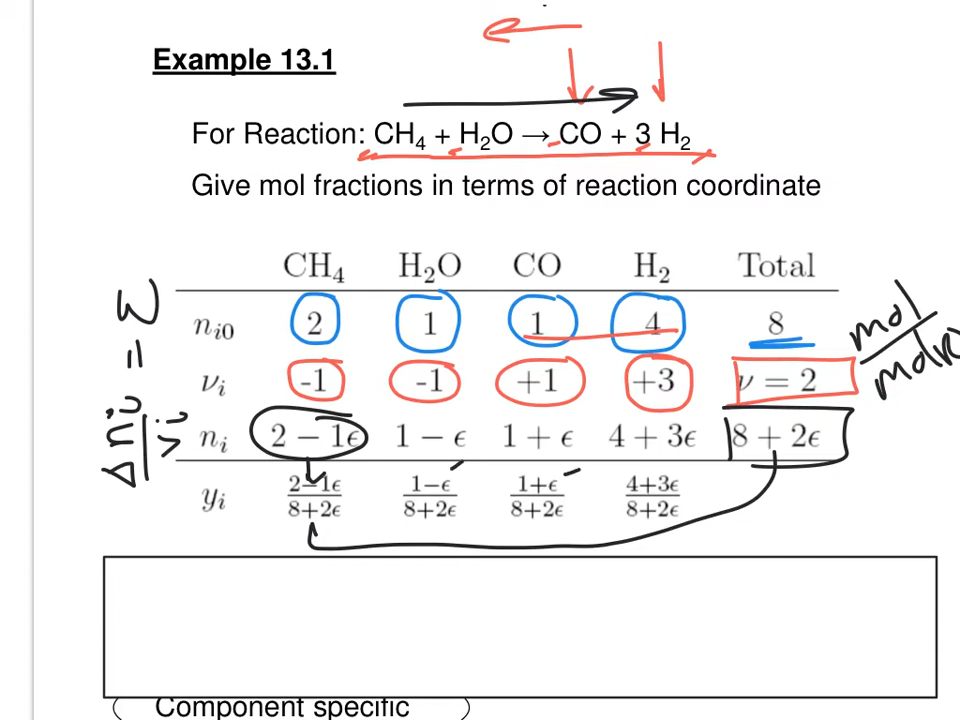 Example 13.1
For Reaction: CH₄ + H₂O → CO + 3 H₂
Give mol fractions in terms of reaction coordinate
CH₄ H₂O CO H₂ Total
nᵢ₀ 2 1 1 4 8
νᵢ -1 -1 +1 +3 ν = 2
nᵢ 2 − 1ϵ 1 − ϵ 1 + ϵ 4 + 3ϵ 8 + 2ϵ
yᵢ (2−1ϵ)/(8+2ϵ) (1−ϵ)/(8+2ϵ) (1+ϵ)/(8+2ϵ) (4+3ϵ)/(8+2ϵ)
Δnᵢ/νᵢ = ε
mol
Component specific